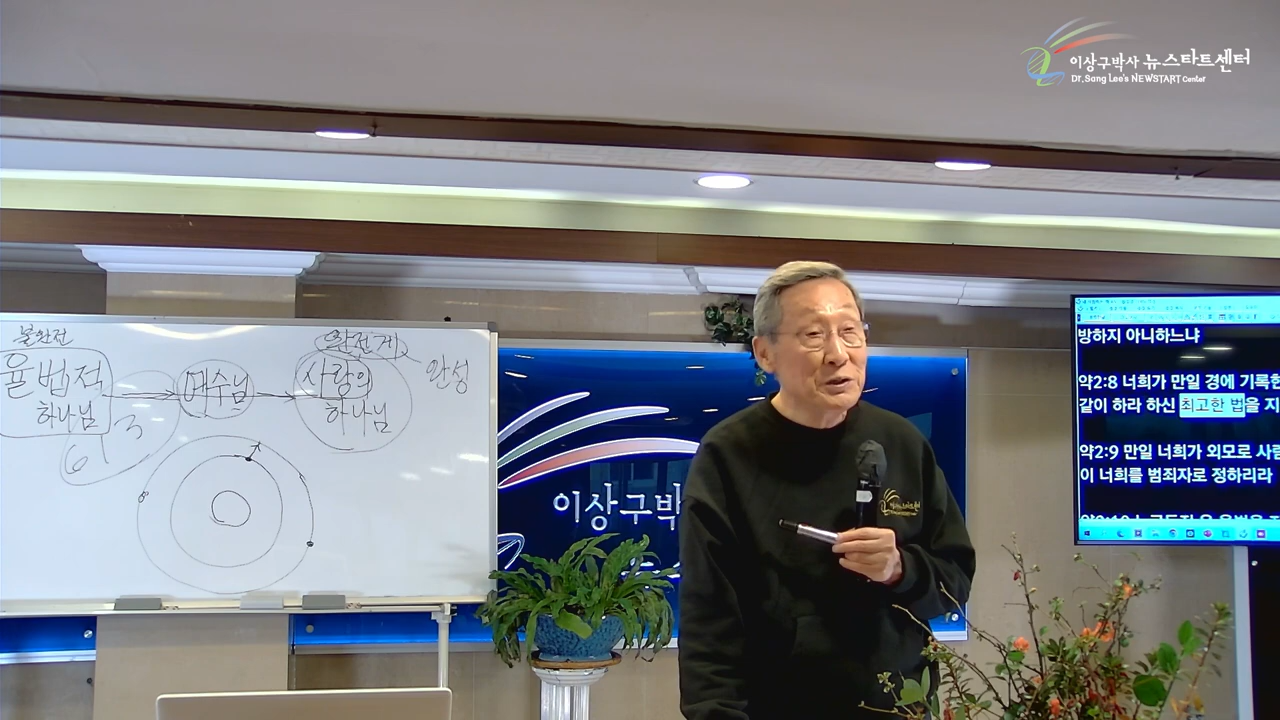 이상구박사 뉴스타트센터
Dr. Sang Lee's NEWSTART Center
불완전
율법적
하나님
예수님
완전케
사랑의
하나님
완성
이상구박
방하지 아니하느냐
약2:8 너희가 만일 경에 기록한
같이 하라 하신 최고한 법을 지
약2:9 만일 너희가 외모로 사람
이 너희를 범죄자로 정하리라